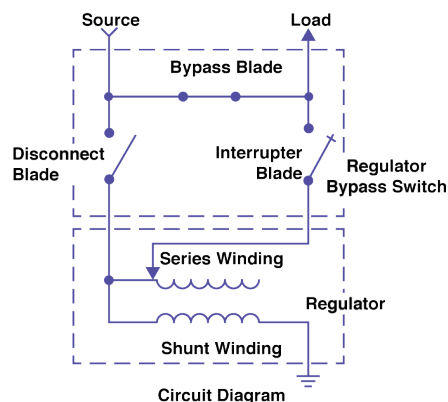 Source
Load
Bypass Blade
Disconnect
Blade
Interrupter
Blade
Regulator
Bypass Switch
Series Winding
Regulator
Shunt Winding
Circuit Diagram